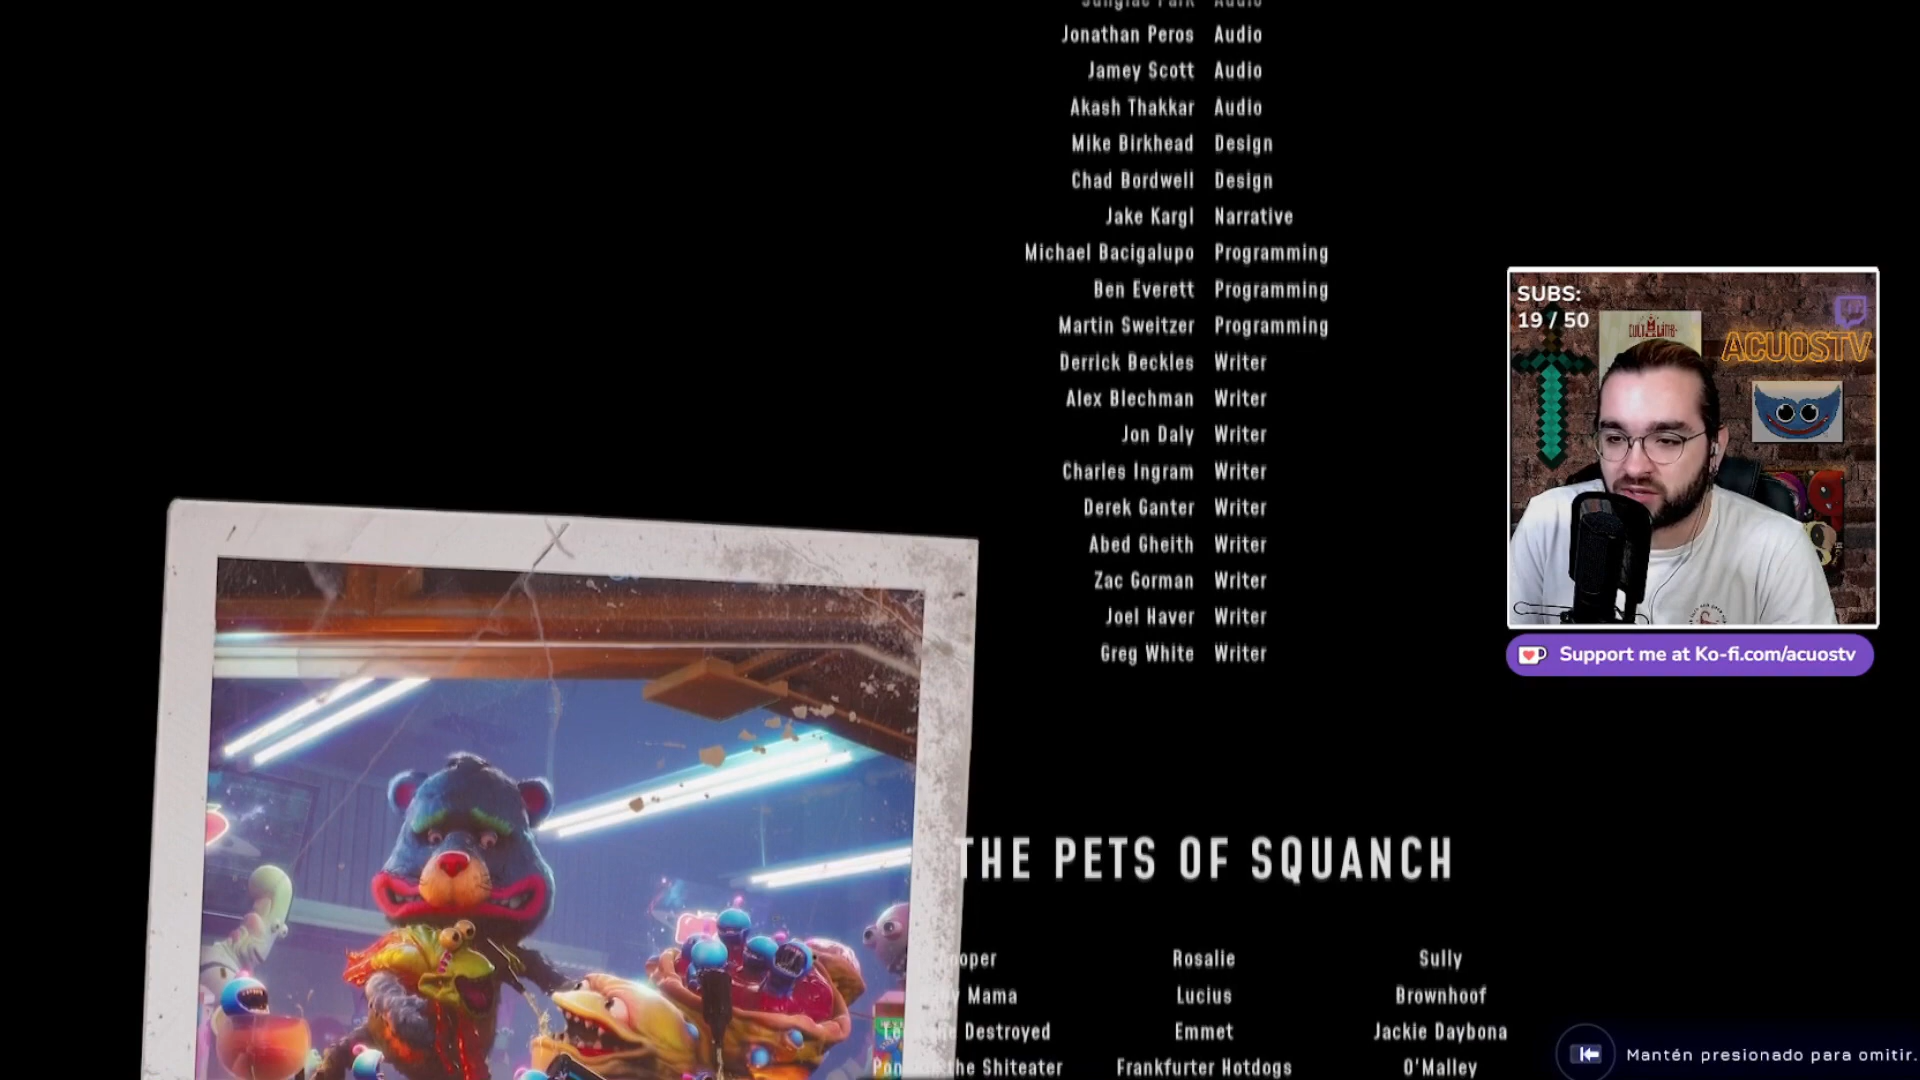 Park Audio
Jonathan Peros Audio
Jamey Scott Audio
Akash Thakkar Audio
Mike Birkhead Design
Chad Bordwell Design
Jake Kargl Narrative
Michael Bacigalupo Programming
Ben Everett Programming
Martin Sweitzer Programming
Derrick Beckles Writer
Alex Blechman Writer
Jon Daly Writer
Charles Ingram Writer
Derek Ganter Writer
Abed Gheith Writer
Zac Gorman Writer
Joel Haver Writer
Greg White Writer
SUBS:
19 / 50
ACUOSTV
Support me at Ko-fi.com/acuostv
THE PETS OF SQUANCH
Rosalie Sully
Mama Lucius Brownhoof
Destroyed Emmet Jackie Daybona
the Shiteater Frankfurter Hotdogs O'Malley
Mantén presionado para omitir.